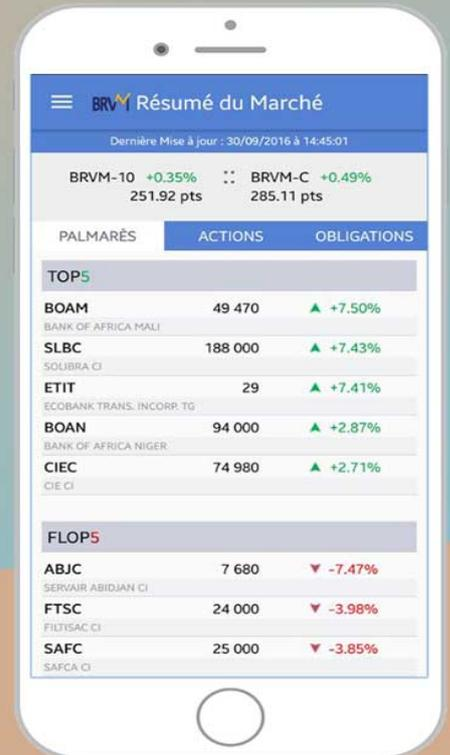 BRVM Résumé du Marché
Dernière Mise à jour : 30/09/2016 à 14:45:01
BRVM-10 +0.35% :: BRVM-C +0.49%
251.92 pts 285.11 pts
PALMARÈS ACTIONS OBLIGATIONS
TOP5
BOAM 49 470 ▲ +7.50%
BANK OF AFRICA MALI
SLBC 188 000 ▲ +7.43%
SOLIBRA CI
ETIT 29 ▲ +7.41%
ECOBANK TRANS. INCORP. TG
BOAN 94 000 ▲ +2.87%
BANK OF AFRICA NIGER
CIEC 74 980 ▲ +2.71%
CIE CI
FLOP5
ABJC 7 680 ▼ -7.47%
SERVAIR ABIDJAN CI
FTSC 24 000 ▼ -3.98%
FILTISAC CI
SAFC 25 000 ▼ -3.85%
SAFCA CI